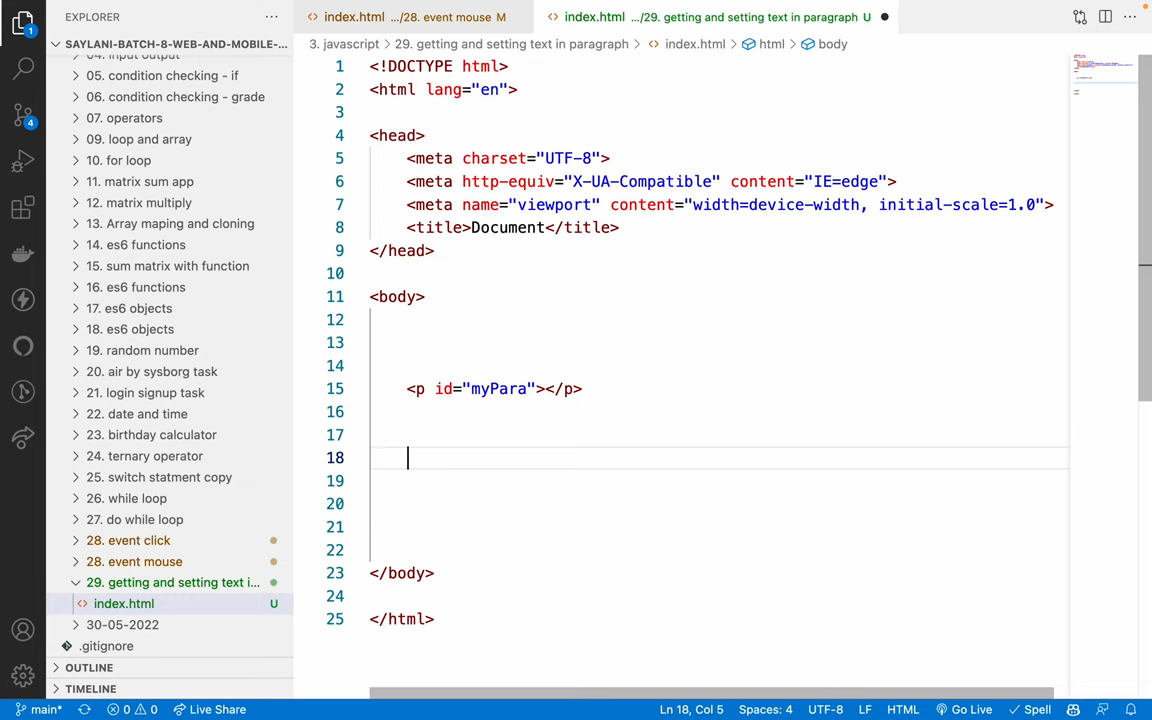 EXPLORER
index.html .../28. event mouse M
index.html .../29. getting and setting text in paragraph U
SAYLANI-BATCH-8-WEB-AND-MOBILE-...
3. javascript > 29. getting and setting text in paragraph > index.html > html > body
04. input output
05. condition checking - if
06. condition checking - grade
07. operators
09. loop and array
10. for loop
11. matrix sum app
12. matrix multiply
13. Array maping and cloning
14. es6 functions
15. sum matrix with function
16. es6 functions
17. es6 objects
18. es6 objects
19. random number
20. air by sysborg task
21. login signup task
22. date and time
23. birthday calculator
24. ternary operator
25. switch statment copy
26. while loop
27. do while loop
28. event click
28. event mouse
29. getting and setting text i...
index.html U
30-05-2022
.gitignore
OUTLINE
TIMELINE
1
4
1 <!DOCTYPE html>
2 <html lang="en">
3
4 <head>
5 <meta charset="UTF-8">
6 <meta http-equiv="X-UA-Compatible" content="IE=edge">
7 <meta name="viewport" content="width=device-width, initial-scale=1.0">
8 <title>Document</title>
9 </head>
10
11 <body>
12
13
14
15 <p id="myPara"></p>
16
17
18
19
20
21
22
23 </body>
24
25 </html>
main* 0 0 Live Share Ln 18, Col 5 Spaces: 4 UTF-8 LF HTML Go Live Spell